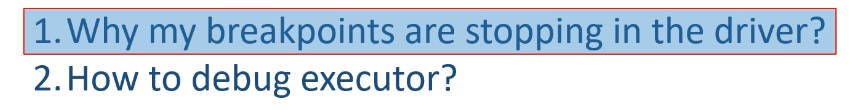 1.Why my breakpoints are stopping in the driver?
2.How to debug executor?